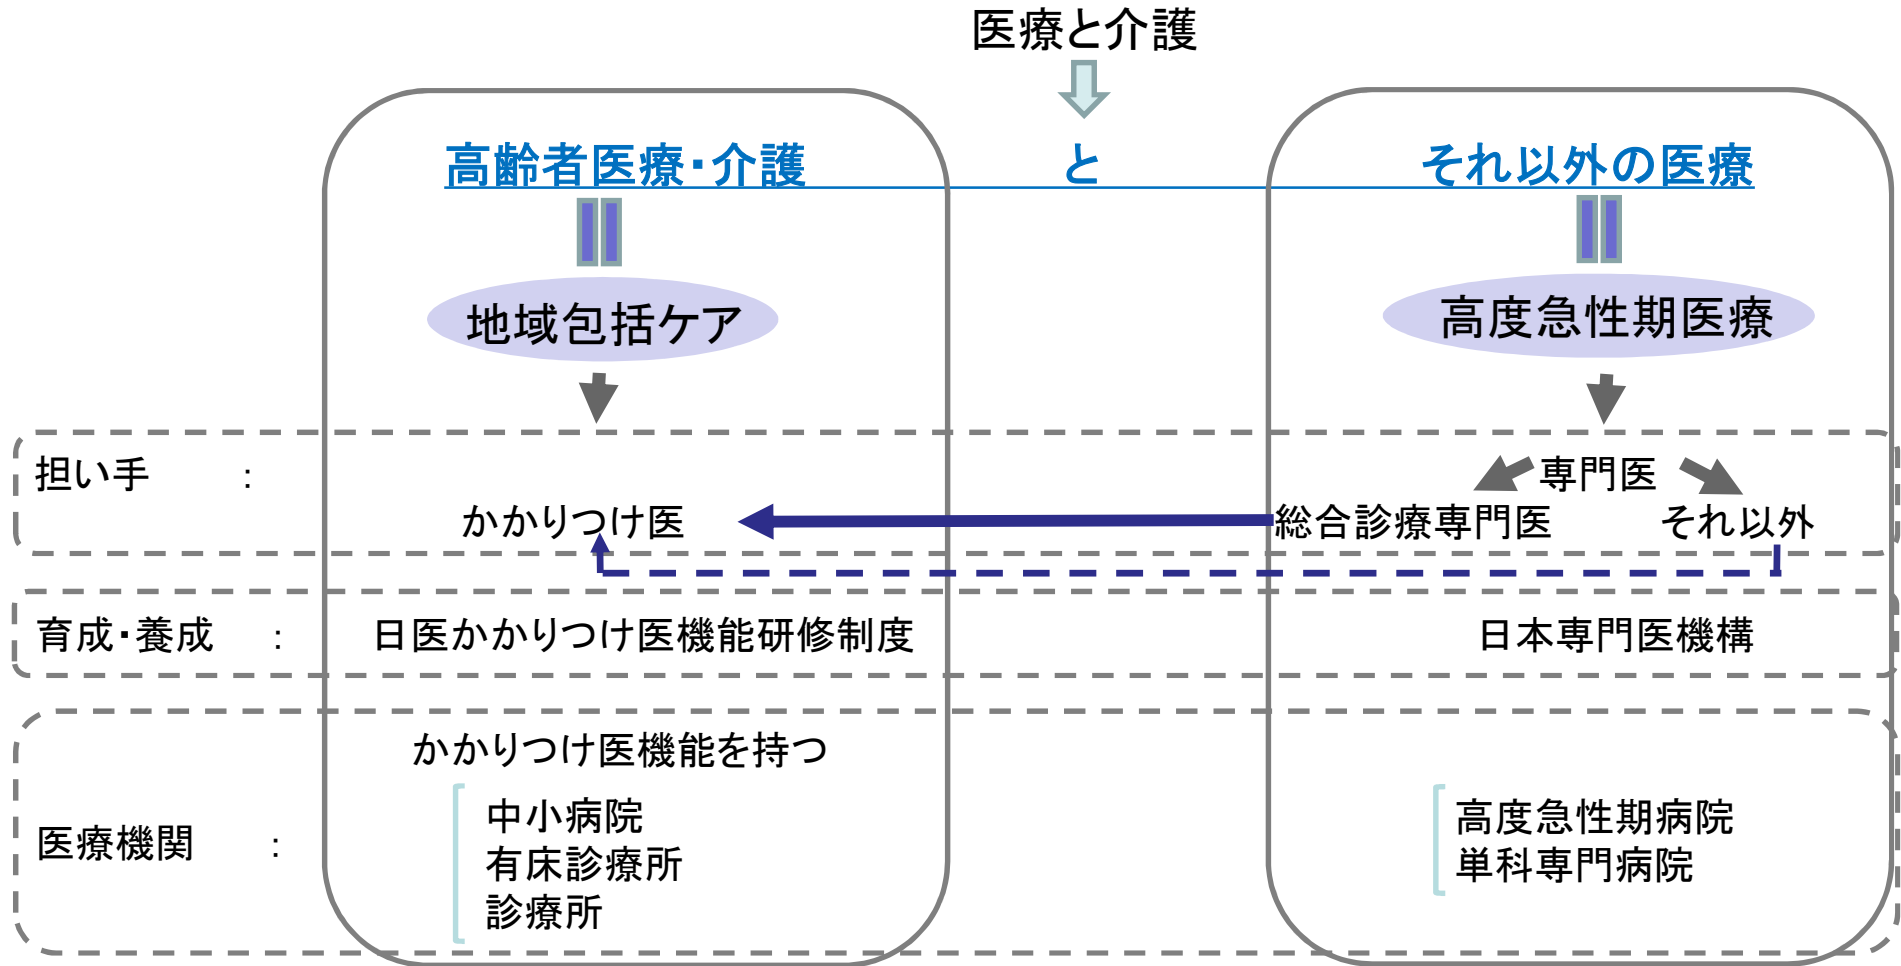 医療と介護
高齢者医療・介護 と それ以外の医療
地域包括ケア 高度急性期医療
担い手 : 専門医
かかりつけ医 総合診療専門医 それ以外
育成・養成 : 日医かかりつけ医機能研修制度 日本専門医機構
かかりつけ医機能を持つ
医療機関 :
中小病院
有床診療所
診療所
高度急性期病院
単科専門病院